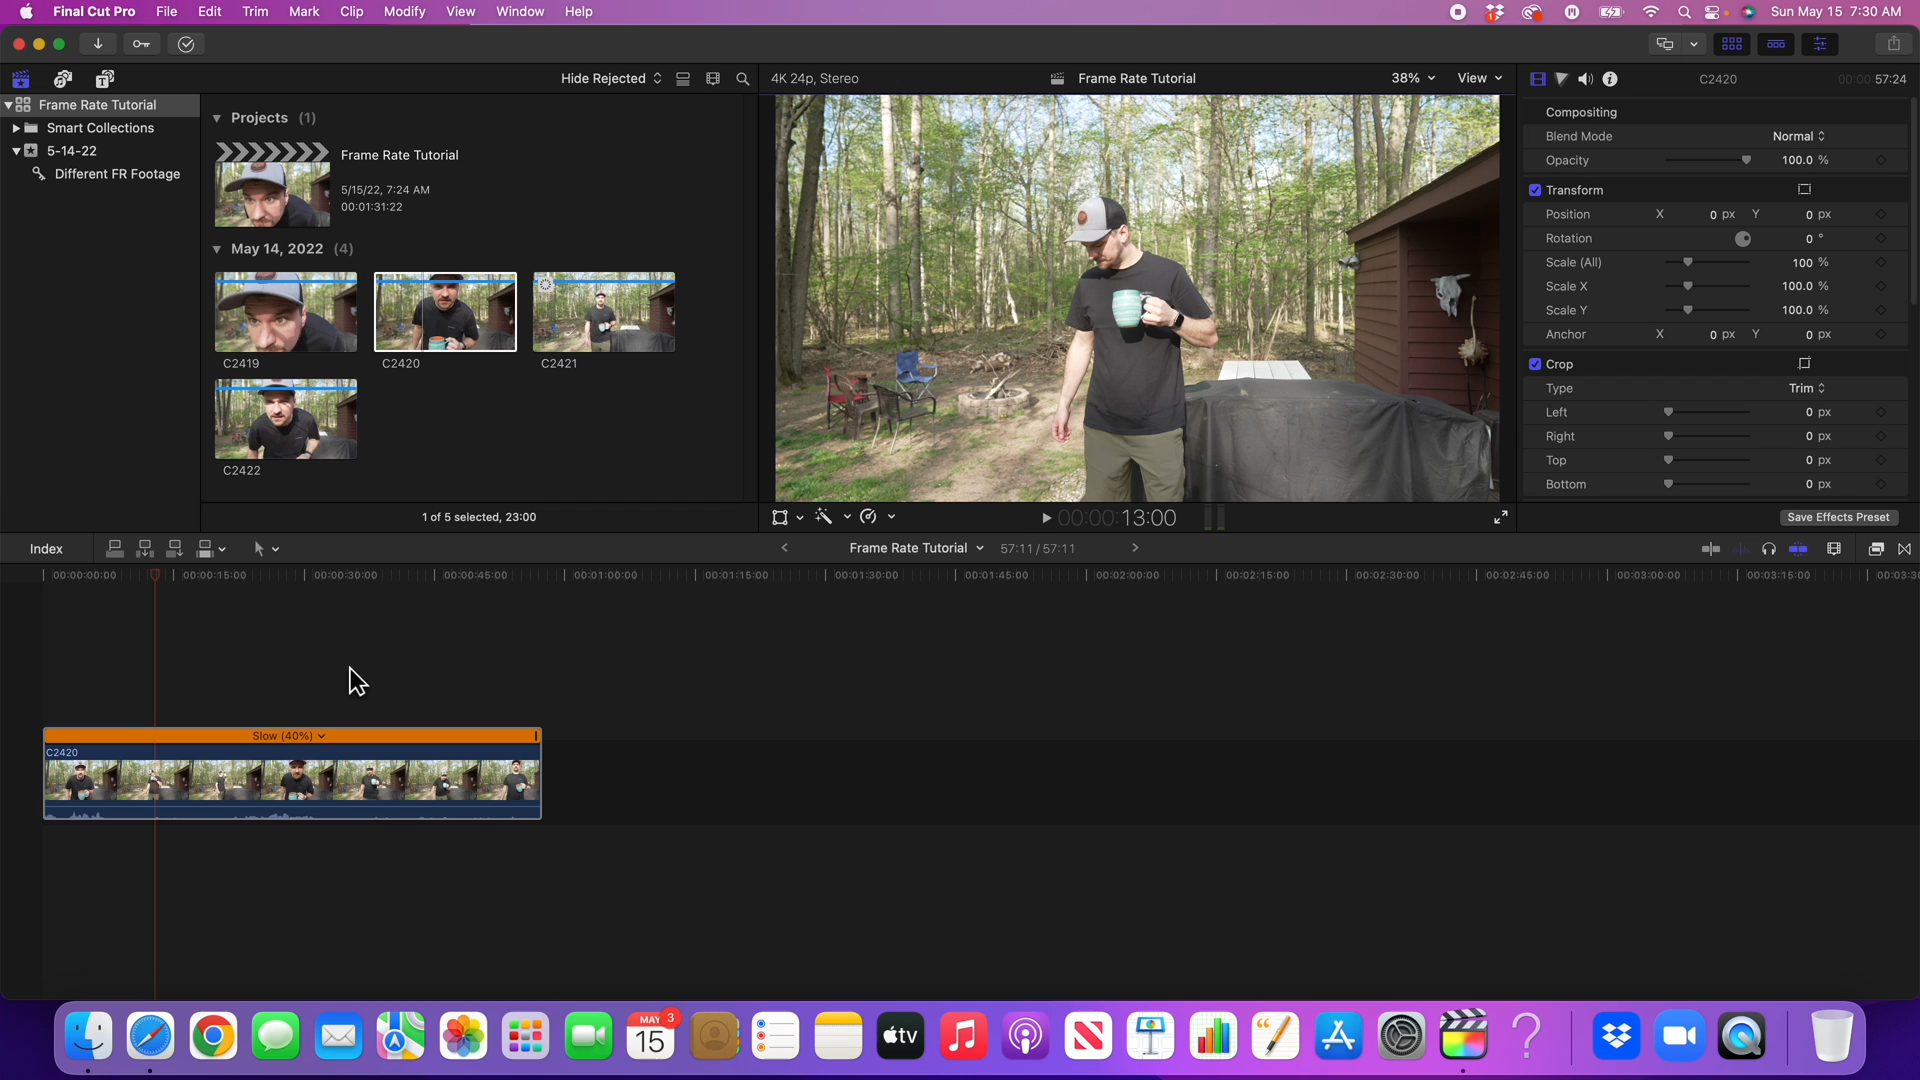 Final Cut Pro File Edit Trim Mark Clip Modify View Window Help
1
Sun May 15 7:30 AM
Hide Rejected
4K 24p, Stereo
Frame Rate Tutorial
38%
View
C2420
00:00:57:24
Frame Rate Tutorial
Smart Collections
5-14-22
Different FR Footage
Projects (1)
Frame Rate Tutorial
5/15/22, 7:24 AM
00:01:31:22
May 14, 2022 (4)
C2419
C2420
C2421
C2422
1 of 5 selected, 23:00
00:00:00:13:00
Compositing
Blend Mode Normal
Opacity 100.0 %
Transform
Position X 0 px Y 0 px
Rotation 0 °
Scale (All) 100 %
Scale X 100.0 %
Scale Y 100.0 %
Anchor X 0 px Y 0 px
Crop
Type Trim
Left 0 px
Right 0 px
Top 0 px
Bottom 0 px
Save Effects Preset
Index
Frame Rate Tutorial
57:11 / 57:11
00:00:00:00 00:00:15:00 00:00:30:00 00:00:45:00 00:01:00:00 00:01:15:00 00:01:30:00 00:01:45:00 00:02:00:00 00:02:15:00 00:02:30:00 00:02:45:00 00:03:00:00 00:03:15:00 00:03:30
Slow (40%)
C2420
MAY
3
15
tv